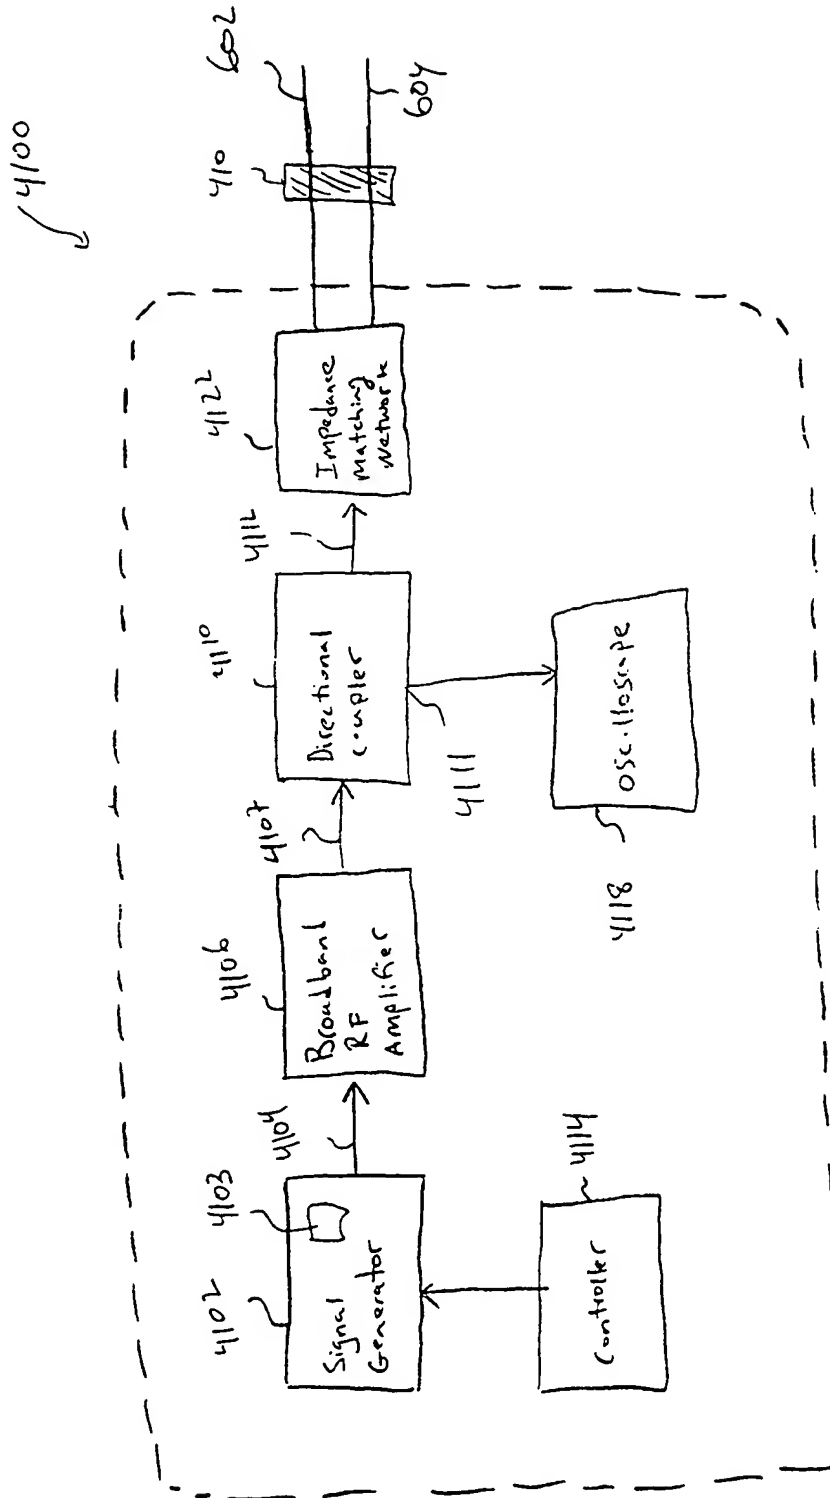 4100
4102
4103
4104
4106
4107
4110
4112
4122
410
602
604
Signal
Generator
Broadband
RF
Amplifier
Directional
coupler
Impedance
Matching
Network
4111
Controller
4114
4118
oscilloscope